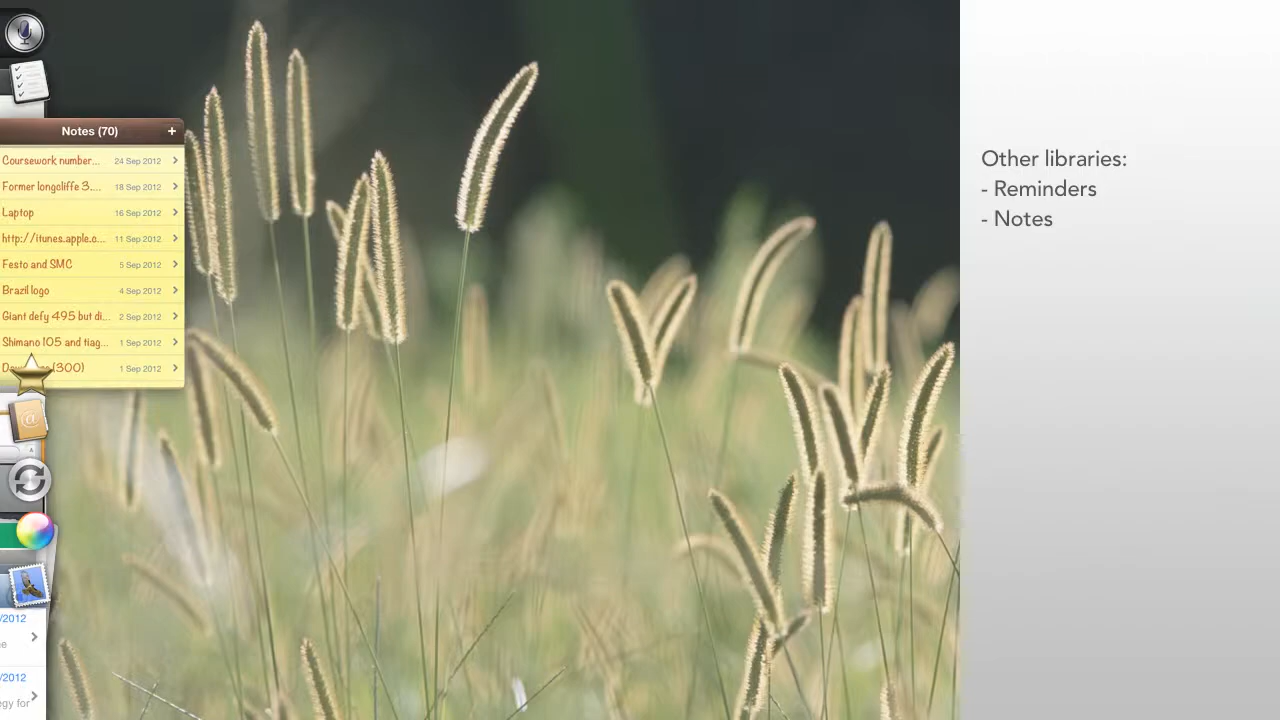 Notes (70) +
Coursework number... 24 Sep 2012
Former longcliffe 3.... 18 Sep 2012
Laptop 16 Sep 2012
http://itunes.apple.c... 11 Sep 2012
Festo and SMC 5 Sep 2012
Brazil logo 4 Sep 2012
Giant defy 495 but di... 2 Sep 2012
Shimano 105 and tiag... 1 Sep 2012
(300) 1 Sep 2012
@
/2012
e
/2012
egy for
Other libraries:
- Reminders
- Notes